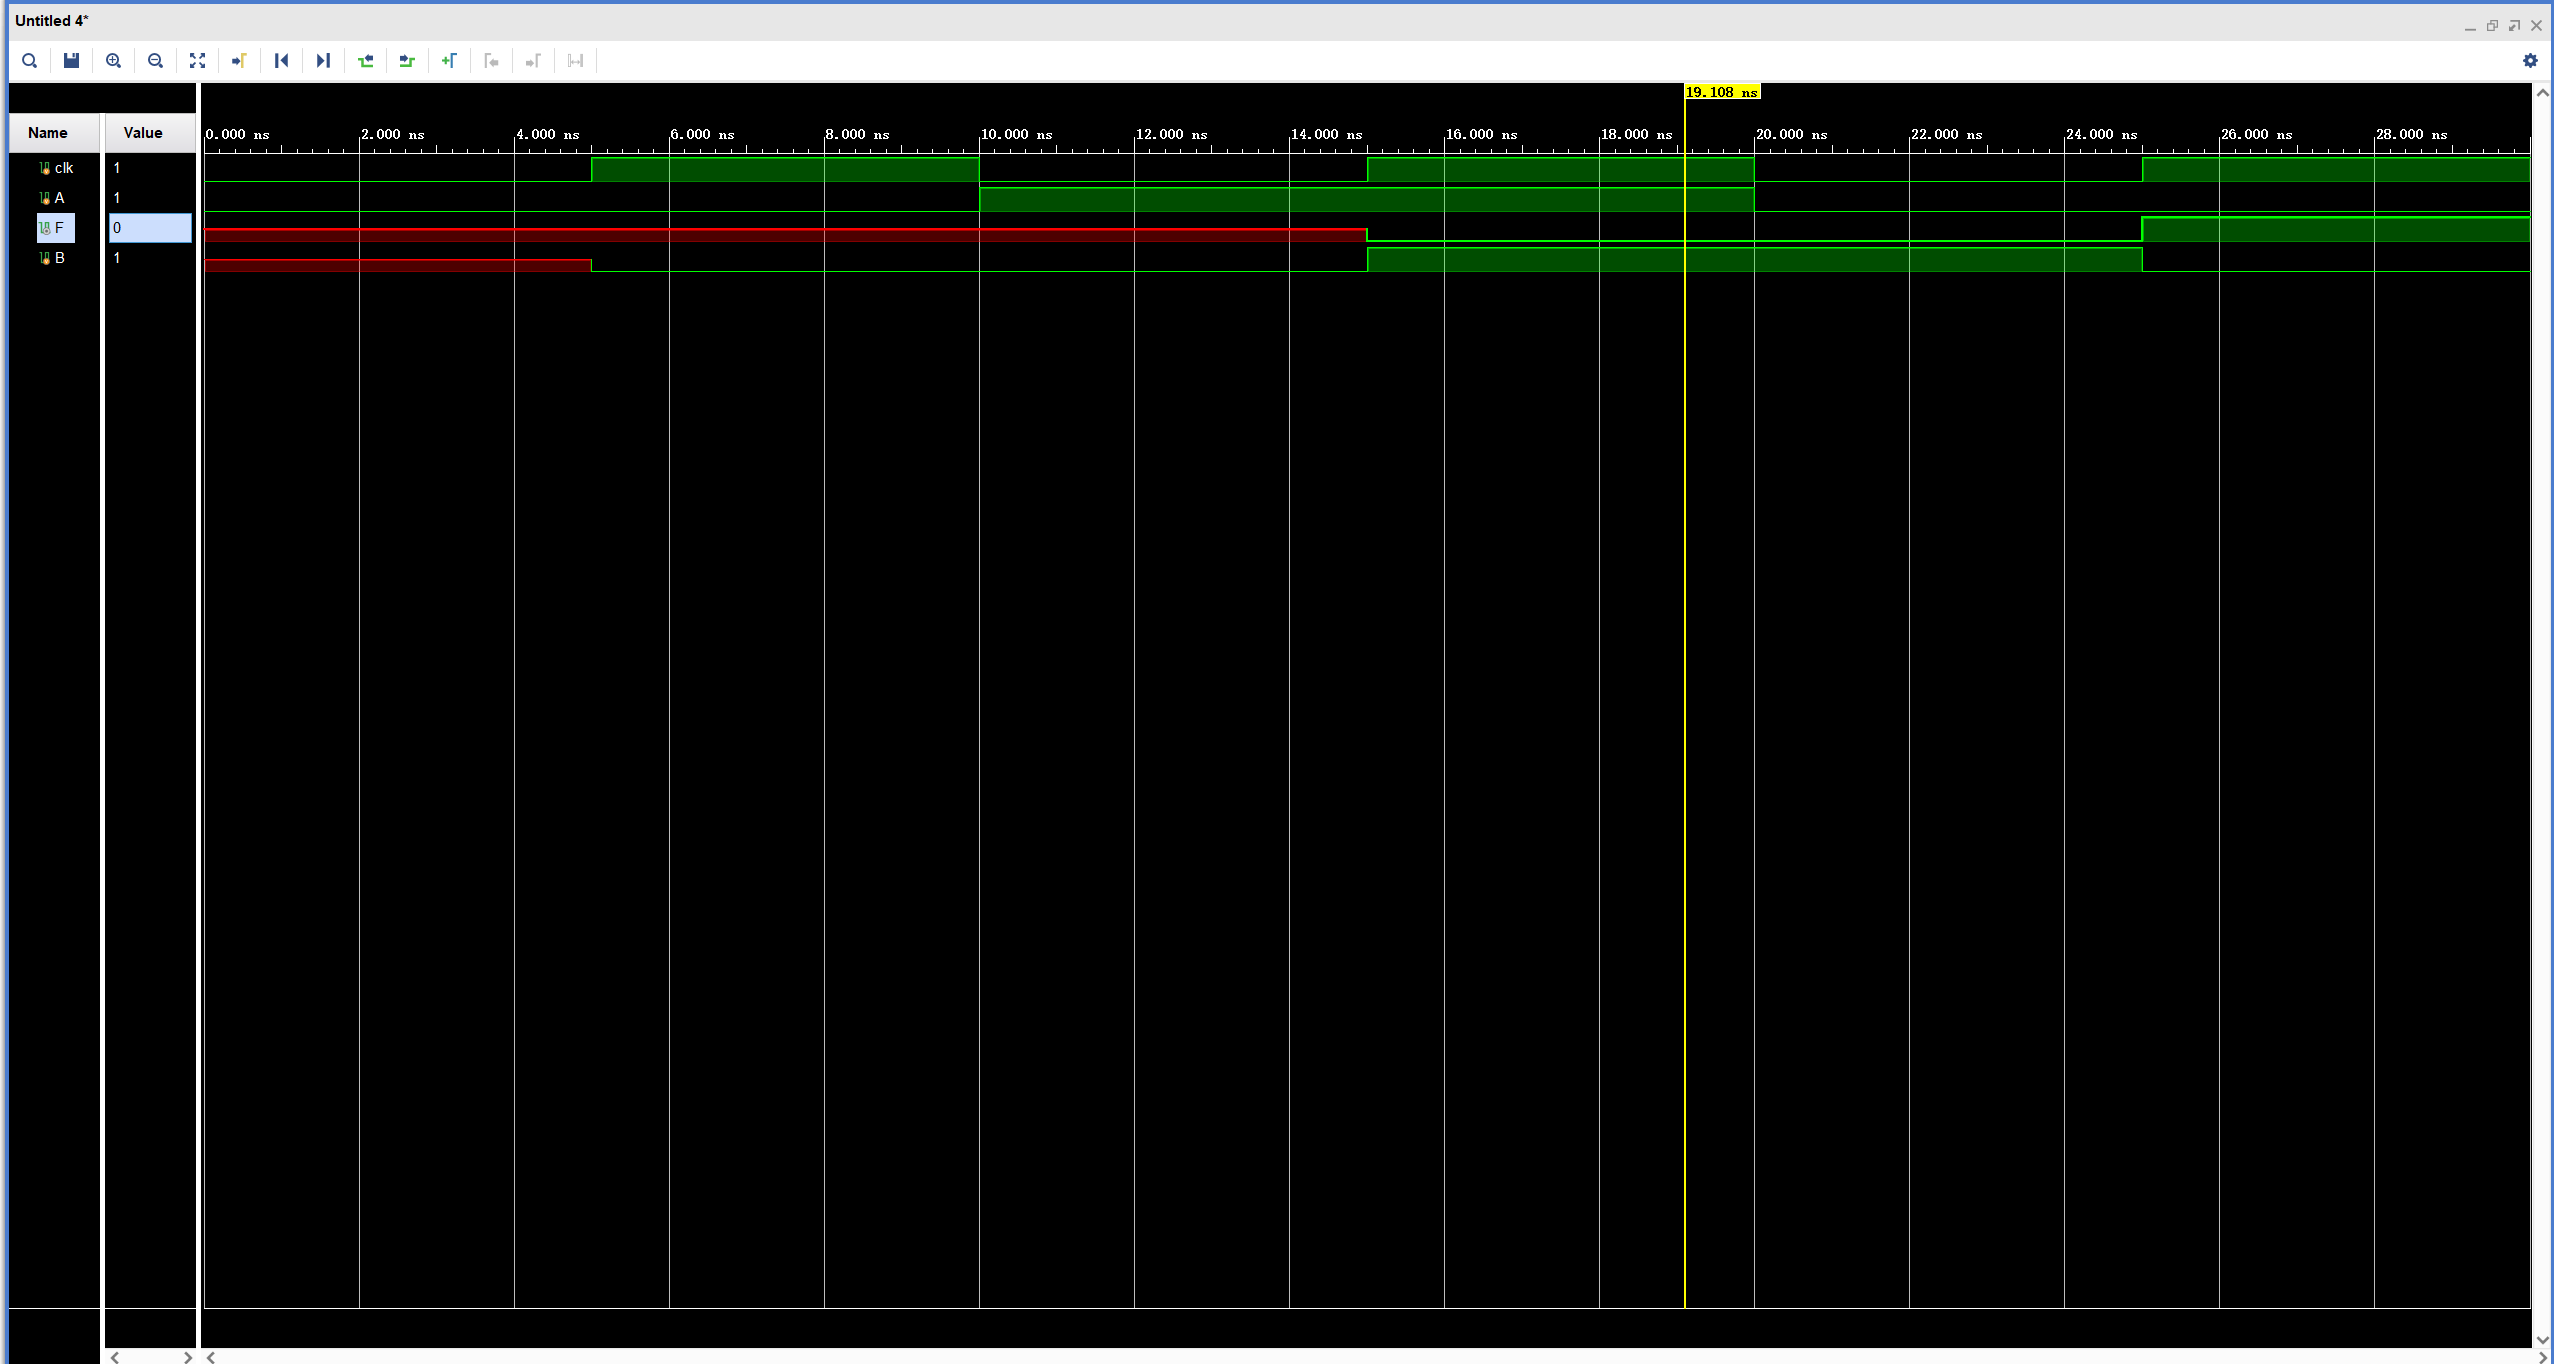 Untitled 4*
19.108 ns
Name Value 0.000 ns 2.000 ns 4.000 ns 6.000 ns 8.000 ns 10.000 ns 12.000 ns 14.000 ns 16.000 ns 18.000 ns 20.000 ns 22.000 ns 24.000 ns 26.000 ns 28.000 ns
clk 1
A 1
F 0
B 1